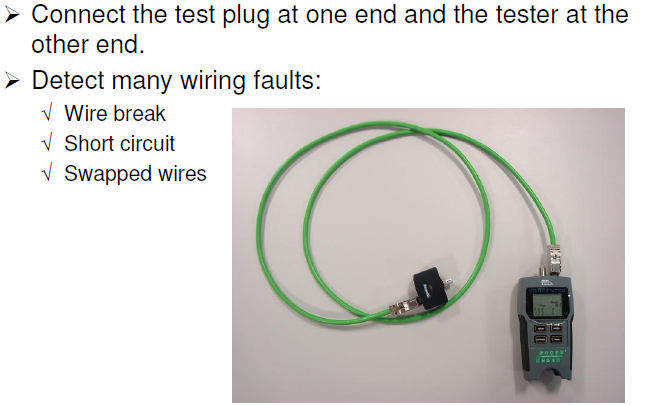 ➢ Connect the test plug at one end and the tester at the
other end.
➢ Detect many wiring faults:
√ Wire break
√ Short circuit
√ Swapped wires